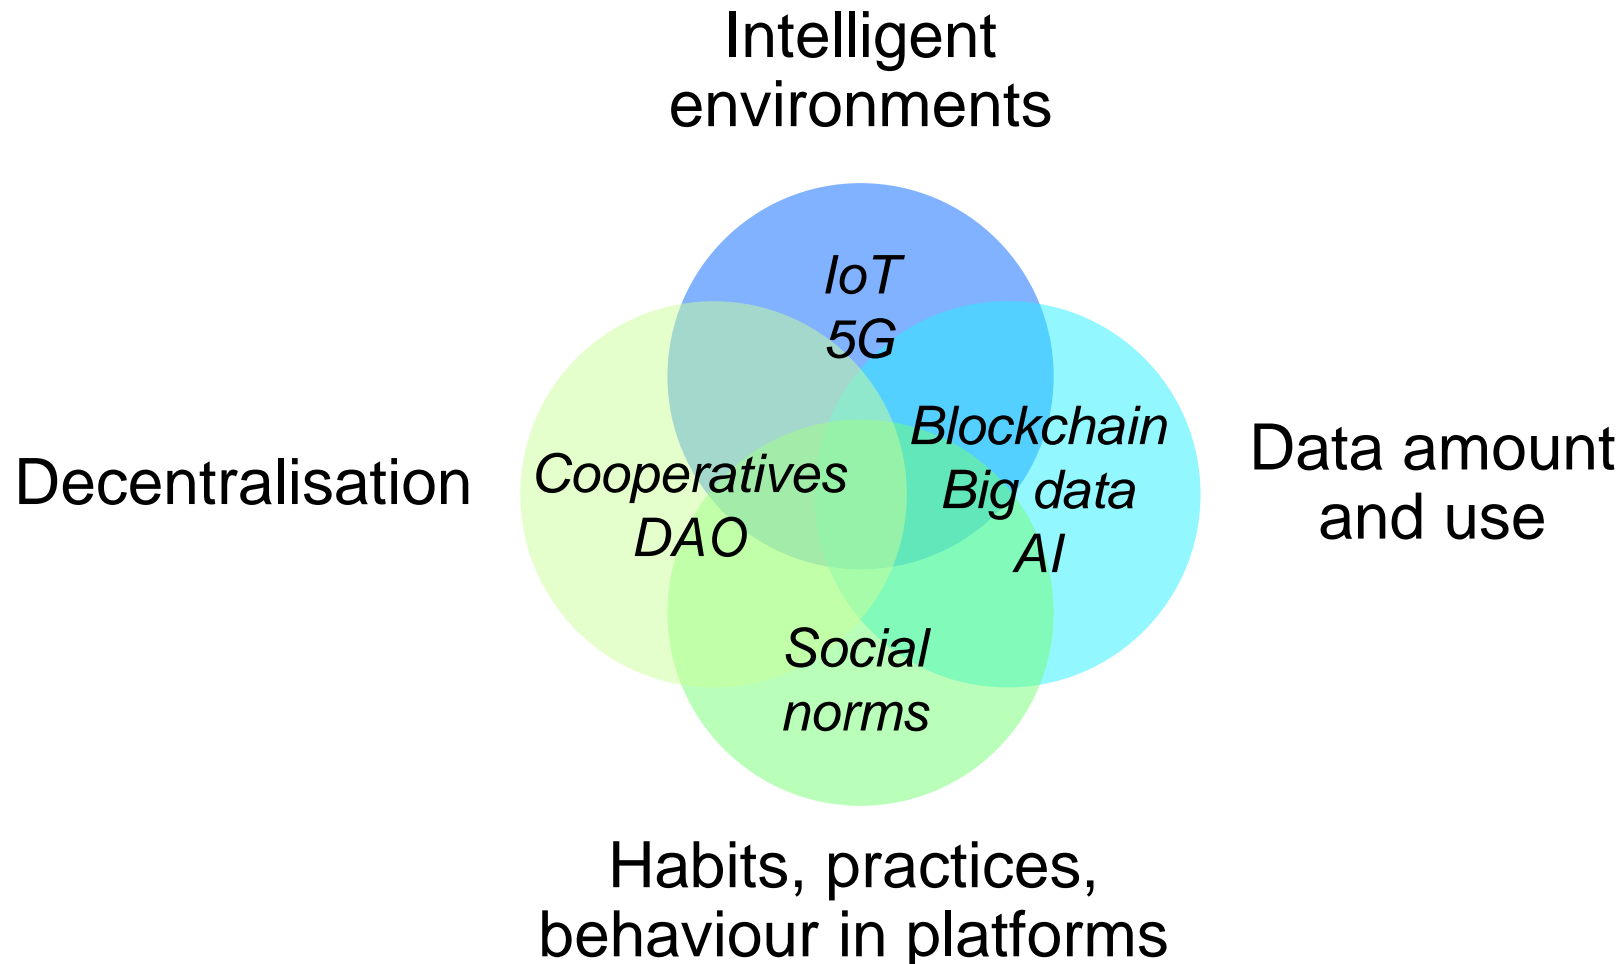 Intelligent
environments
IoT
5G
Decentralisation
Cooperatives
DAO
Blockchain
Big data
AI
Data amount
and use
Social
norms
Habits, practices,
behaviour in platforms